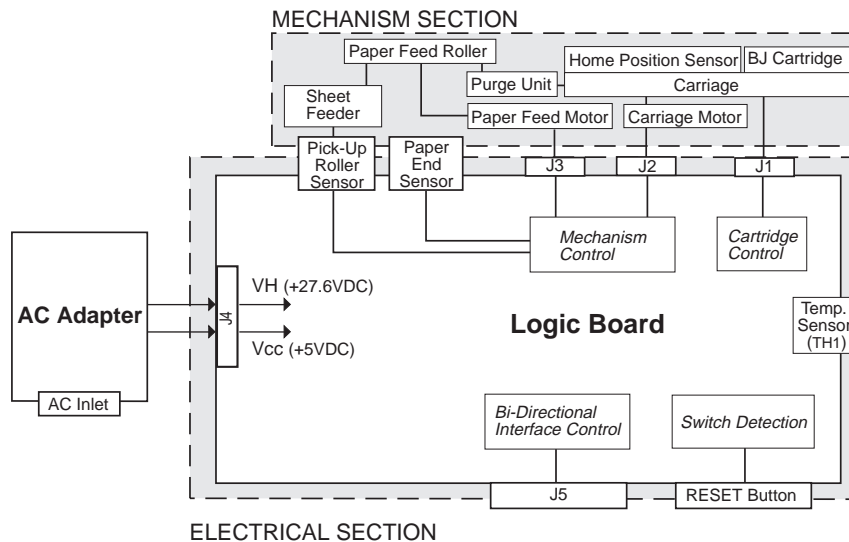 MECHANISM SECTION
Paper Feed Roller
Home Position Sensor
BJ Cartridge
Purge Unit
Carriage
Sheet
Feeder
Paper Feed Motor
Carriage Motor
Pick-Up
Roller
Sensor
Paper
End
Sensor
J3
J2
J1
Mechanism
Control
Cartridge
Control
AC Adapter
AC Inlet
J4
VH (+27.6VDC)
Vcc (+5VDC)
Logic Board
Temp.
Sensor
(TH1)
Bi-Directional
Interface Control
Switch Detection
J5
RESET Button
ELECTRICAL SECTION